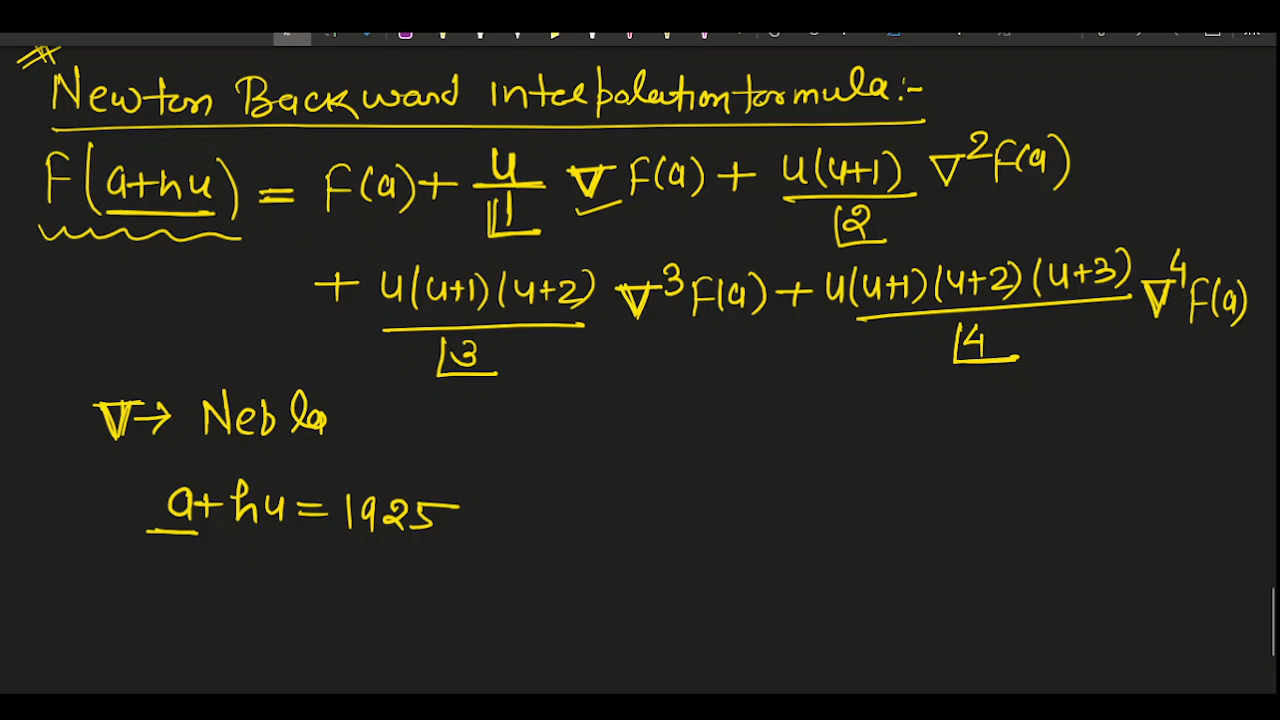 Newton Backward interpolation formula:-
F(a+hu) = F(a) + u/⌊1 ∇ F(a) + u(u+1)/⌊2 ∇²F(a)
+ u(u+1)(u+2)/⌊3 ∇³F(a) + u(u+1)(u+2)(u+3)/⌊4 ∇⁴F(a)
∇→ Nebla
a+hu = 1925